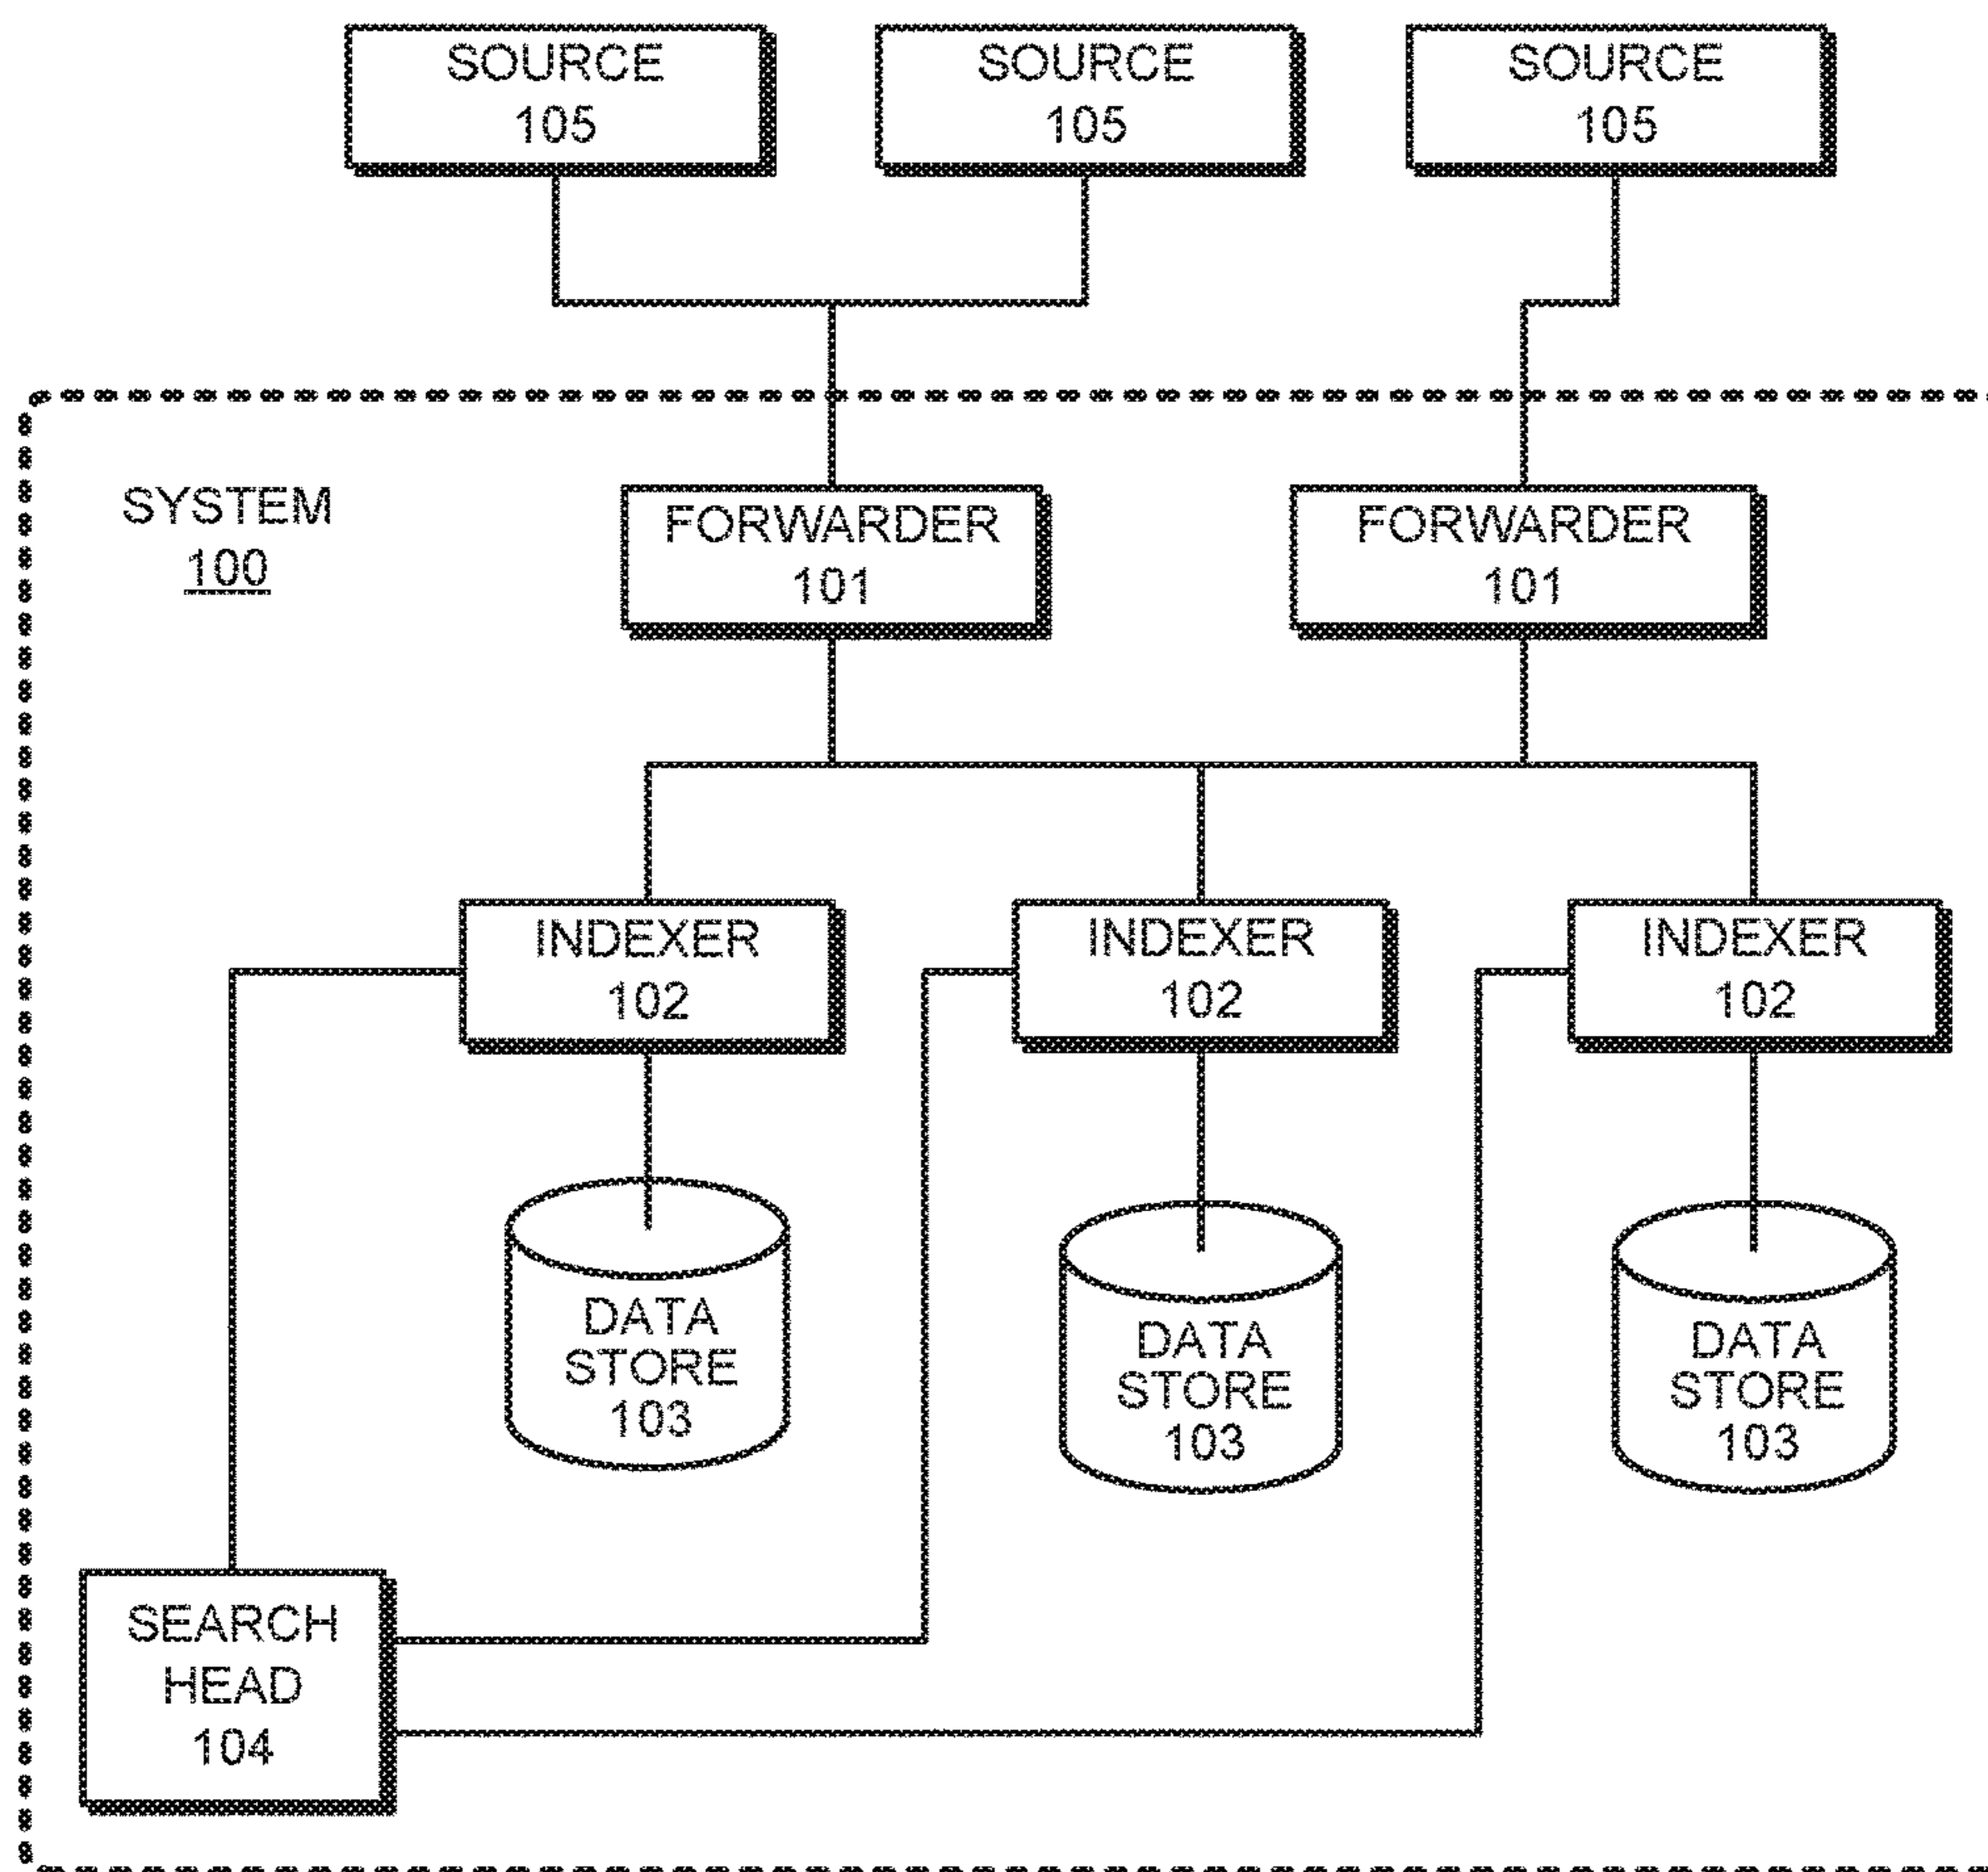 SOURCE
105
SOURCE
105
SOURCE
105
SYSTEM
100
FORWARDER
101
FORWARDER
101
INDEXER
102
INDEXER
102
INDEXER
102
DATA
STORE
103
DATA
STORE
103
DATA
STORE
103
SEARCH
HEAD
104